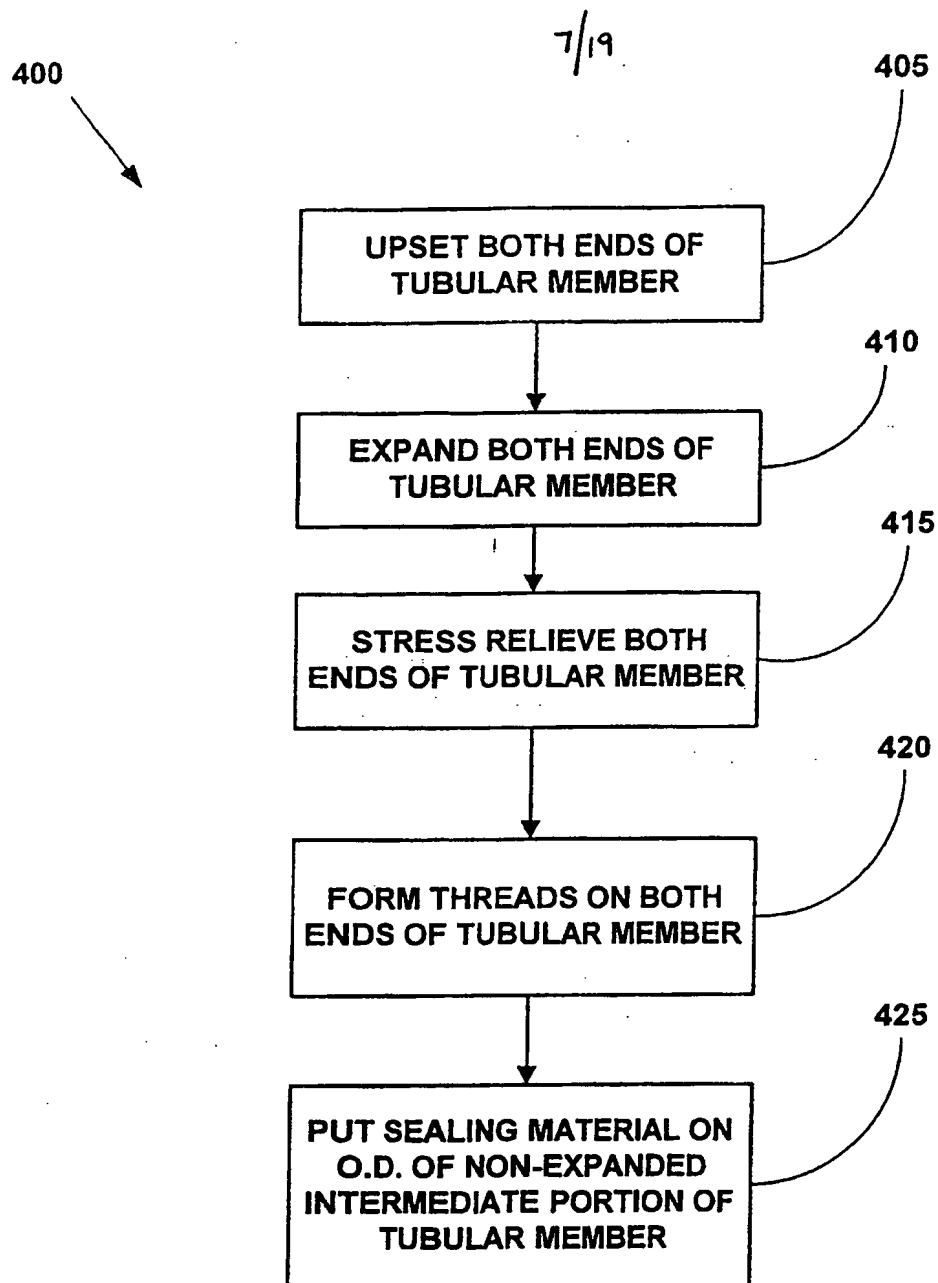 7/19
400
405
UPSET BOTH ENDS OF
TUBULAR MEMBER
410
EXPAND BOTH ENDS OF
TUBULAR MEMBER
415
STRESS RELIEVE BOTH
ENDS OF TUBULAR MEMBER
420
FORM THREADS ON BOTH
ENDS OF TUBULAR MEMBER
425
PUT SEALING MATERIAL ON
O.D. OF NON-EXPANDED
INTERMEDIATE PORTION OF
TUBULAR MEMBER